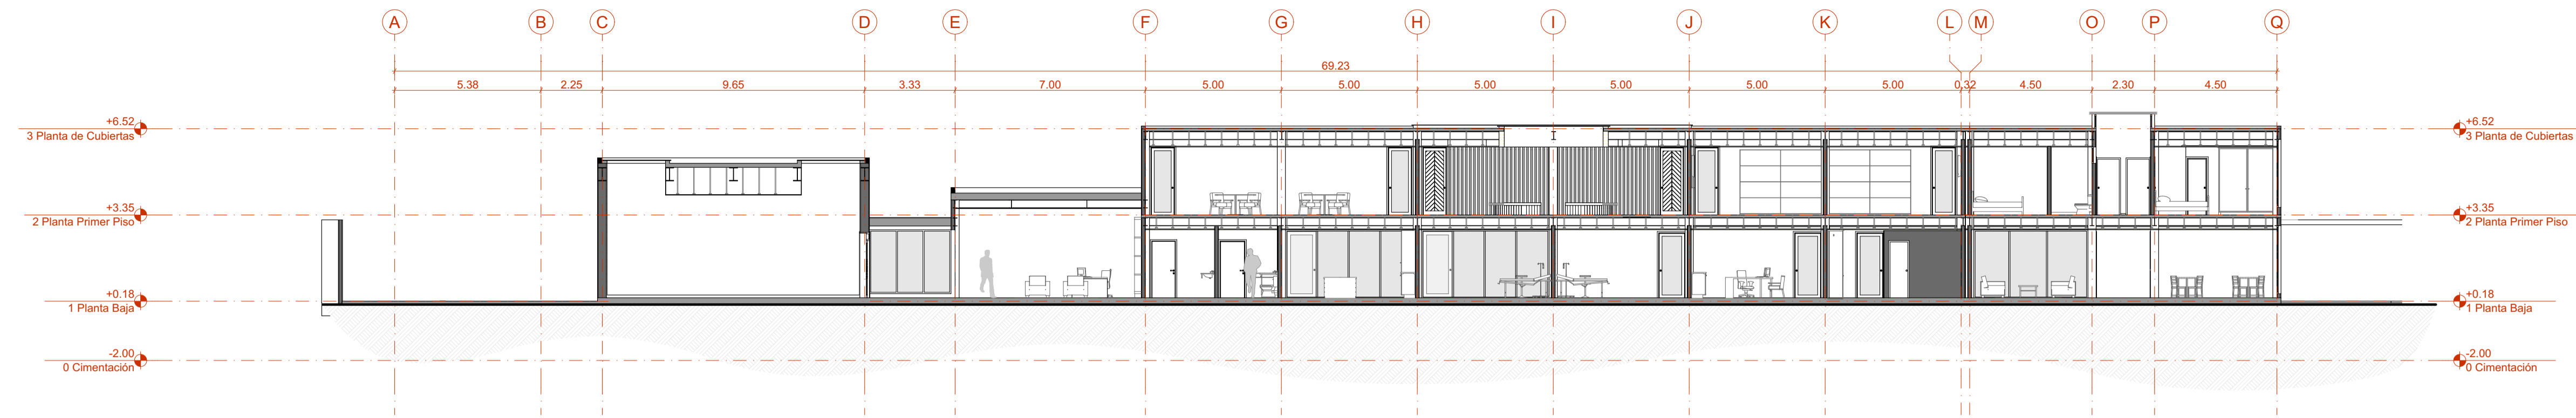 A B C D E F G H I J K L M O P Q
69.23
5.38 2.25 9.65 3.33 7.00 5.00 5.00 5.00 5.00 5.00 5.00 0.32 4.50 2.30 4.50
+6.52 +6.52
3 Planta de Cubiertas 3 Planta de Cubiertas
+3.35 +3.35
2 Planta Primer Piso 2 Planta Primer Piso
+0.18 +0.18
1 Planta Baja 1 Planta Baja
-2.00 -2.00
0 Cimentación 0 Cimentación